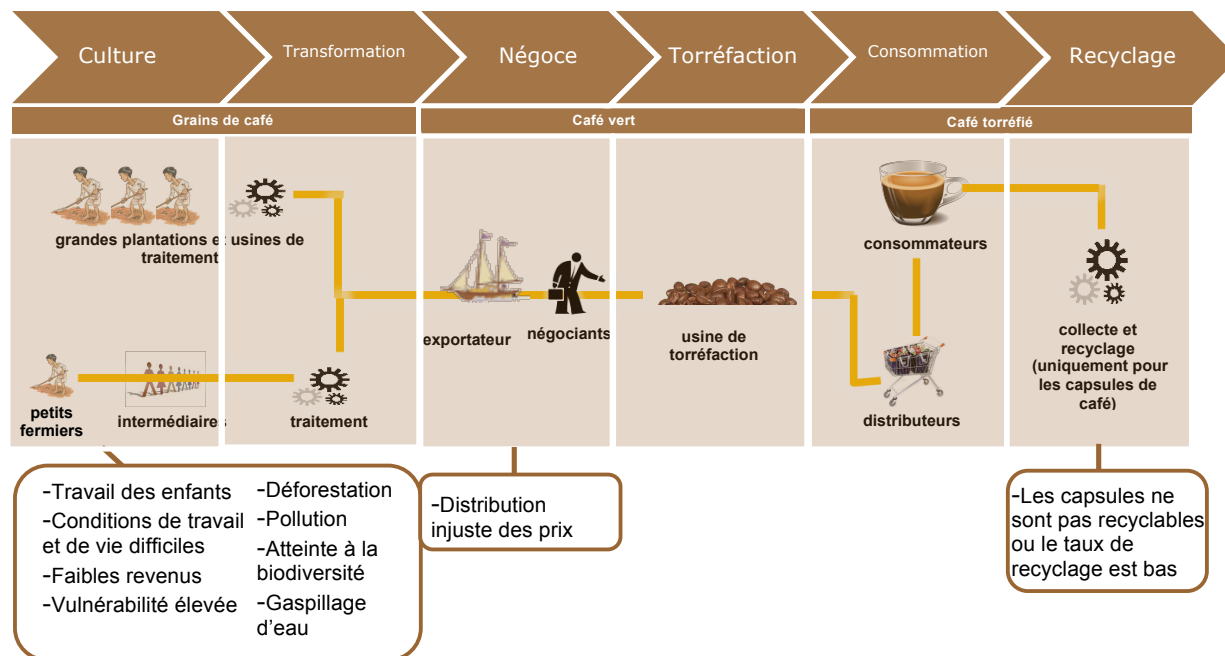 Culture
Transformation
Négoce
Torréfaction
Consommation
Recyclage
Grains de café
Café vert
Café torréfié
grandes plantations et usines de
traitement
petits
fermiers
intermédiaires
traitement
exportateur
négociants
usine de
torréfaction
consommateurs
distributeurs
collecte et
recyclage
(uniquement pour
les capsules de
café)
-Travail des enfants
-Conditions de travail
et de vie difficiles
-Faibles revenus
-Vulnérabilité élevée
-Déforestation
-Pollution
-Atteinte à la
biodiversité
-Gaspillage
d'eau
-Distribution
injuste des prix
-Les capsules ne
sont pas recyclables
ou le taux de
recyclage est bas